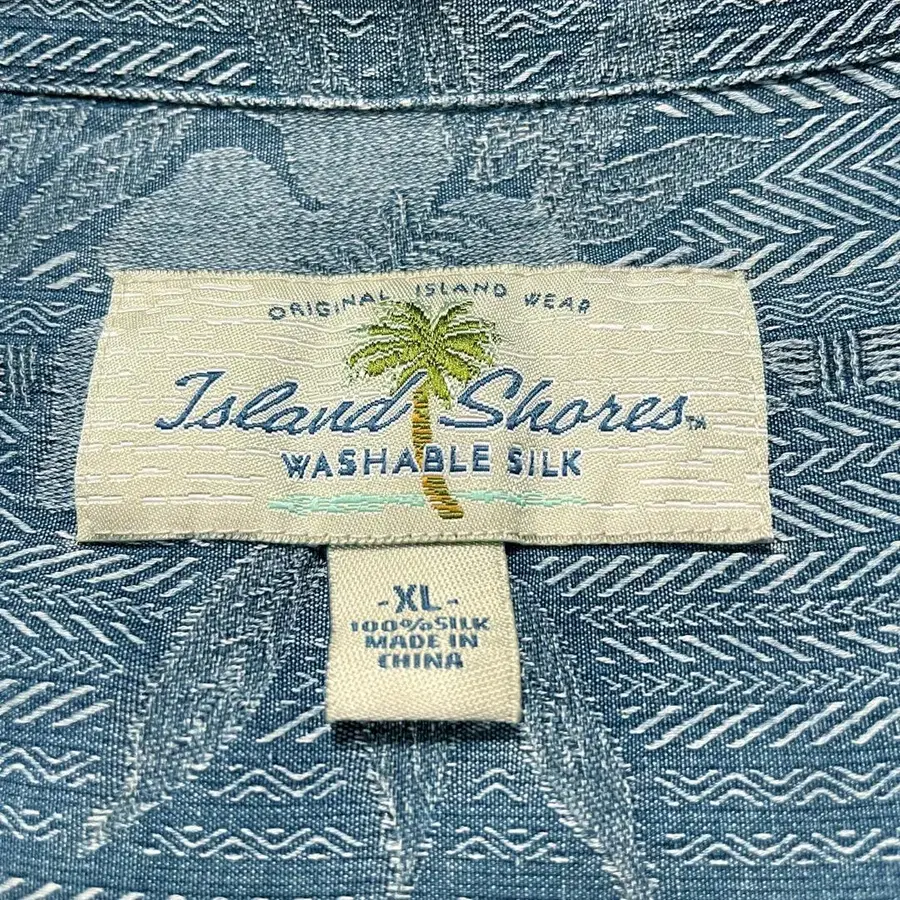 ORIGINAL ISLAND WEAR
Island Shores™
WASHABLE SILK
-XL-
100%SILK
MADE IN
CHINA